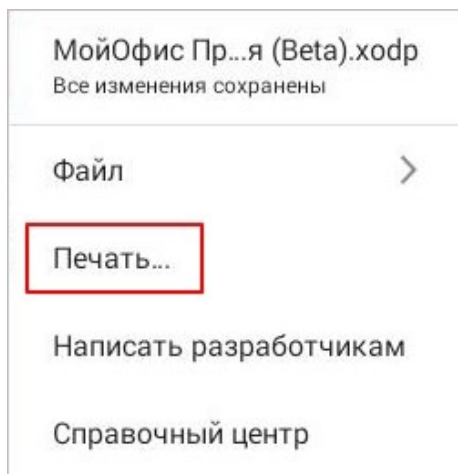 МойОфис Пр...я (Beta).xodp
Все изменения сохранены
Файл
Печать...
Написать разработчикам
Справочный центр